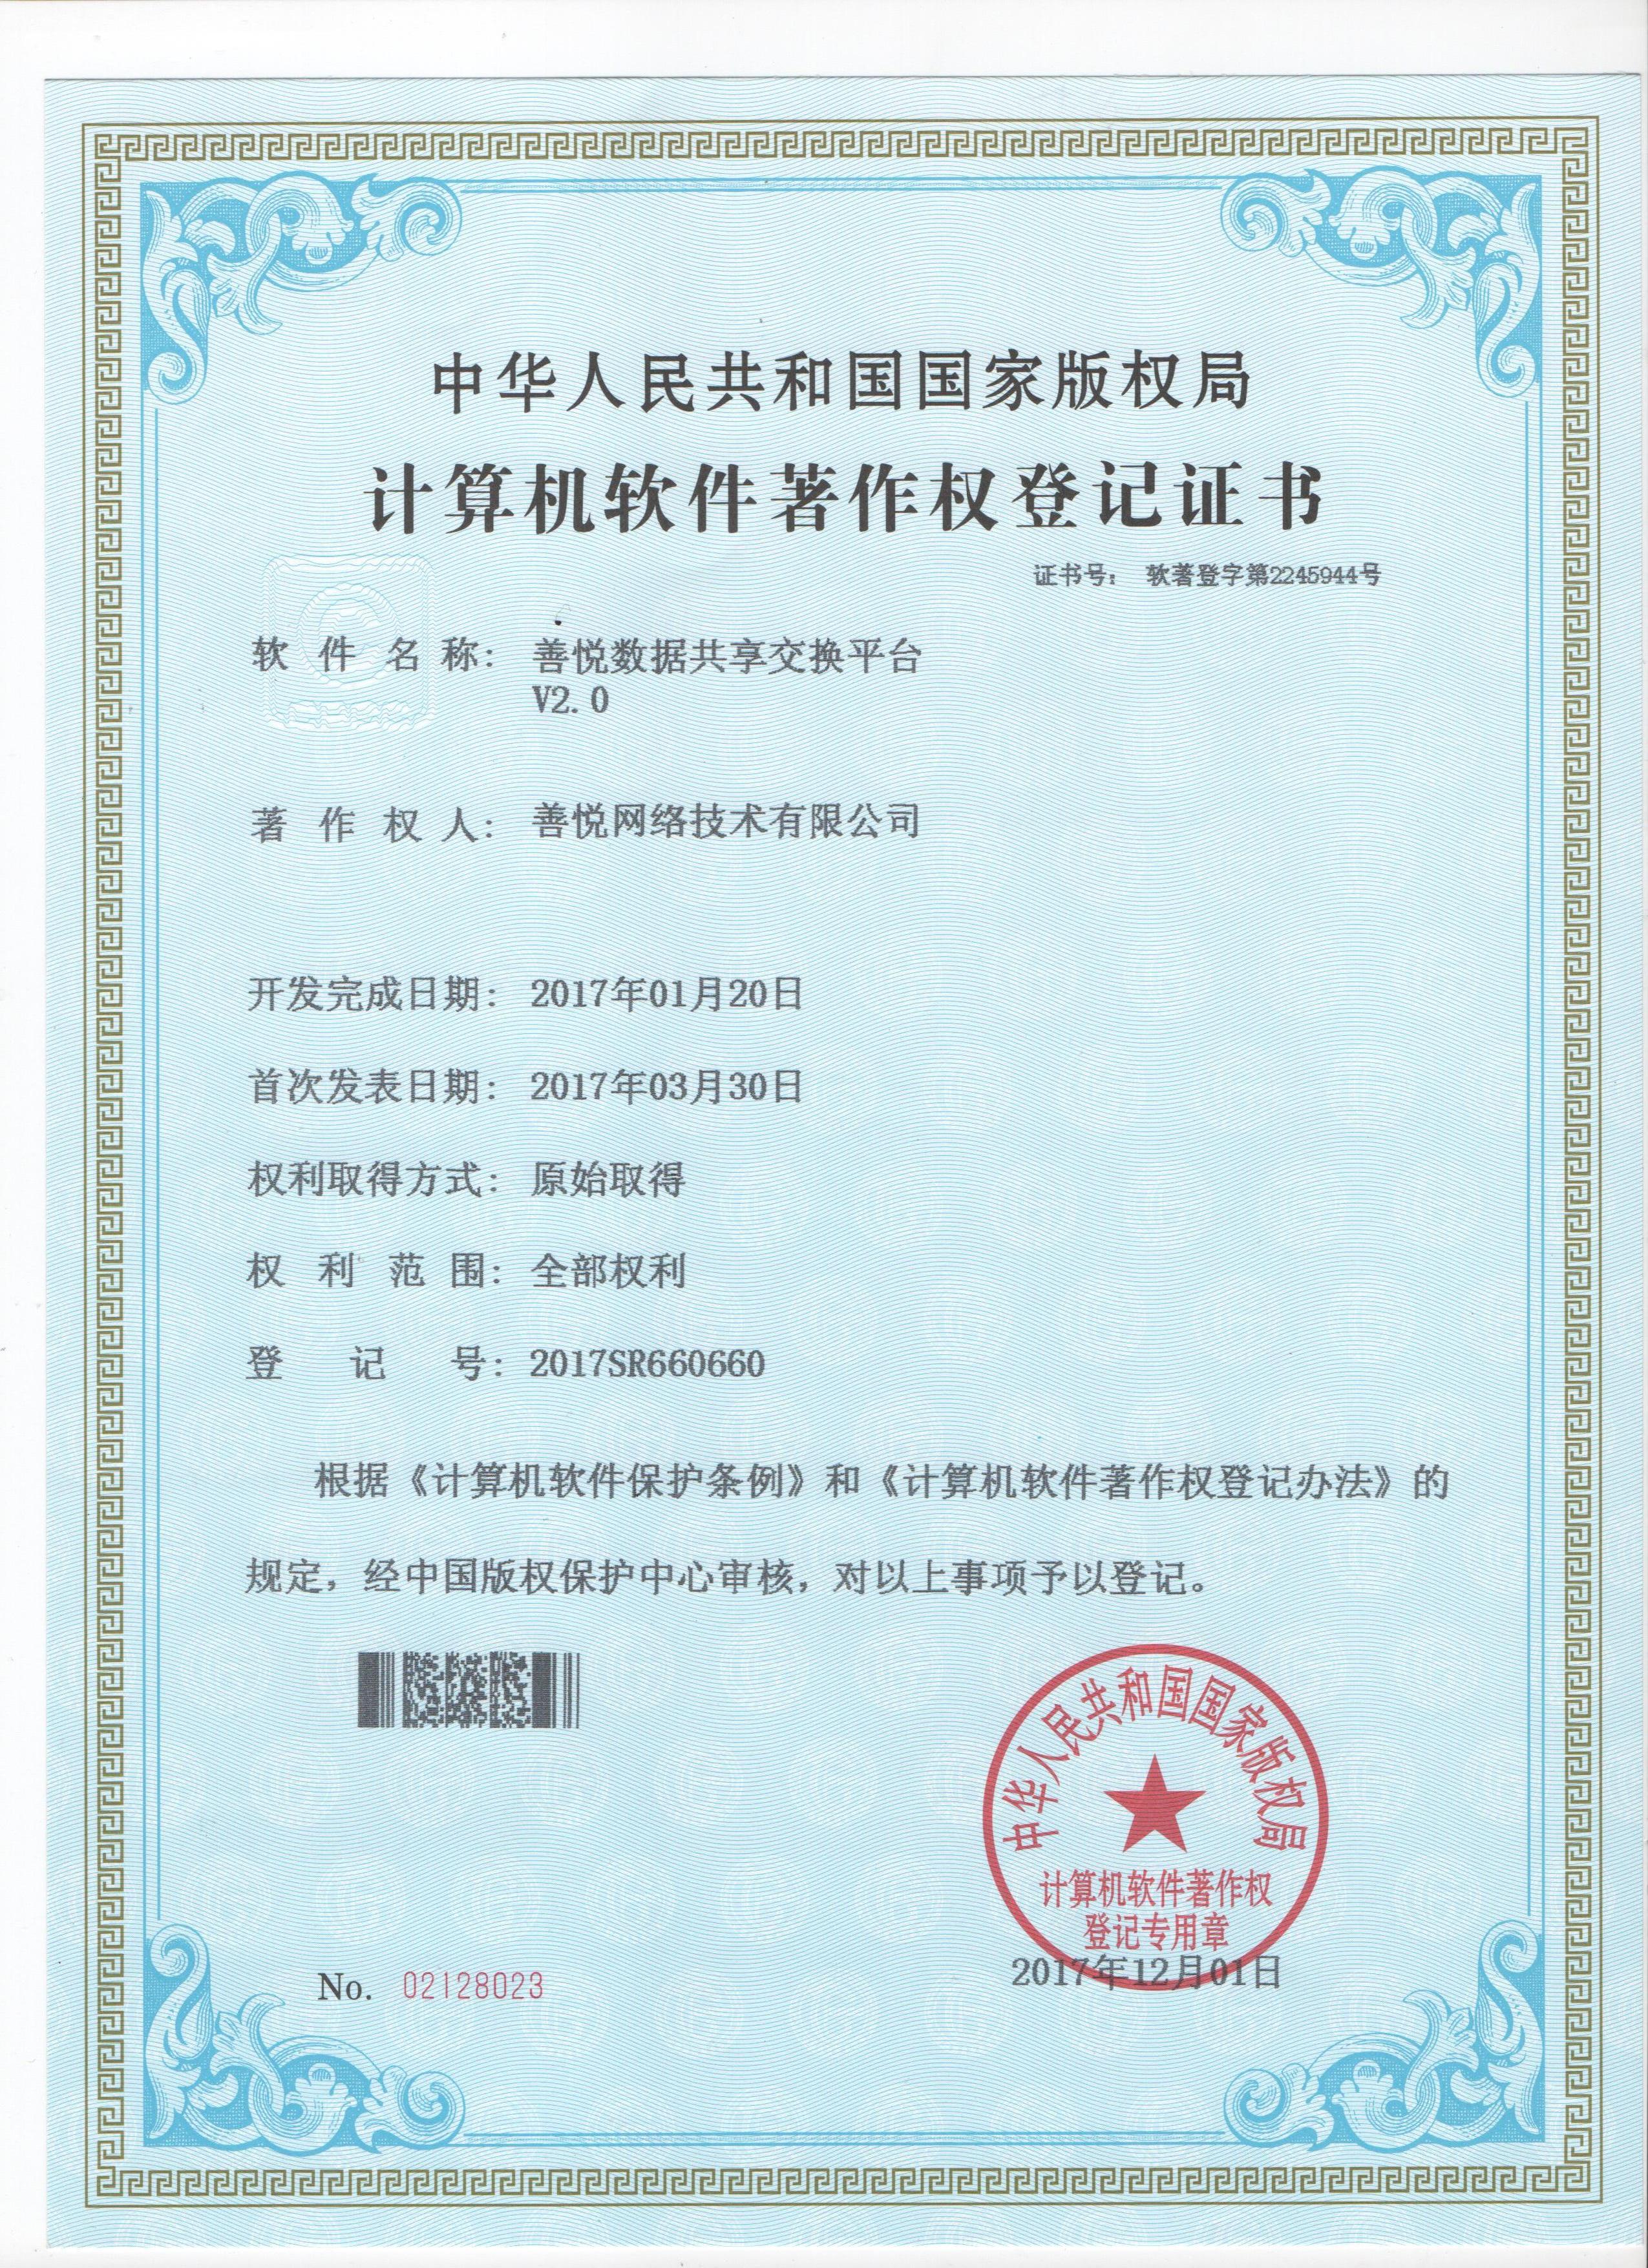 中华人民共和国国家版权局
计算机软件著作权登记证书
证书号： 软著登字第2245944号
软件名称： 善悦数据共享交换平台
V2.0
著作权人： 善悦网络技术有限公司
开发完成日期： 2017年01月20日
首次发表日期： 2017年03月30日
权利取得方式： 原始取得
权利范围： 全部权利
登记号： 2017SR660660
根据《计算机软件保护条例》和《计算机软件著作权登记办法》的
规定，经中国版权保护中心审核，对以上事项予以登记。
中华人民共和国国家版权局
计算机软件著作权
登记专用章
2017年12月01日
No. 02128023